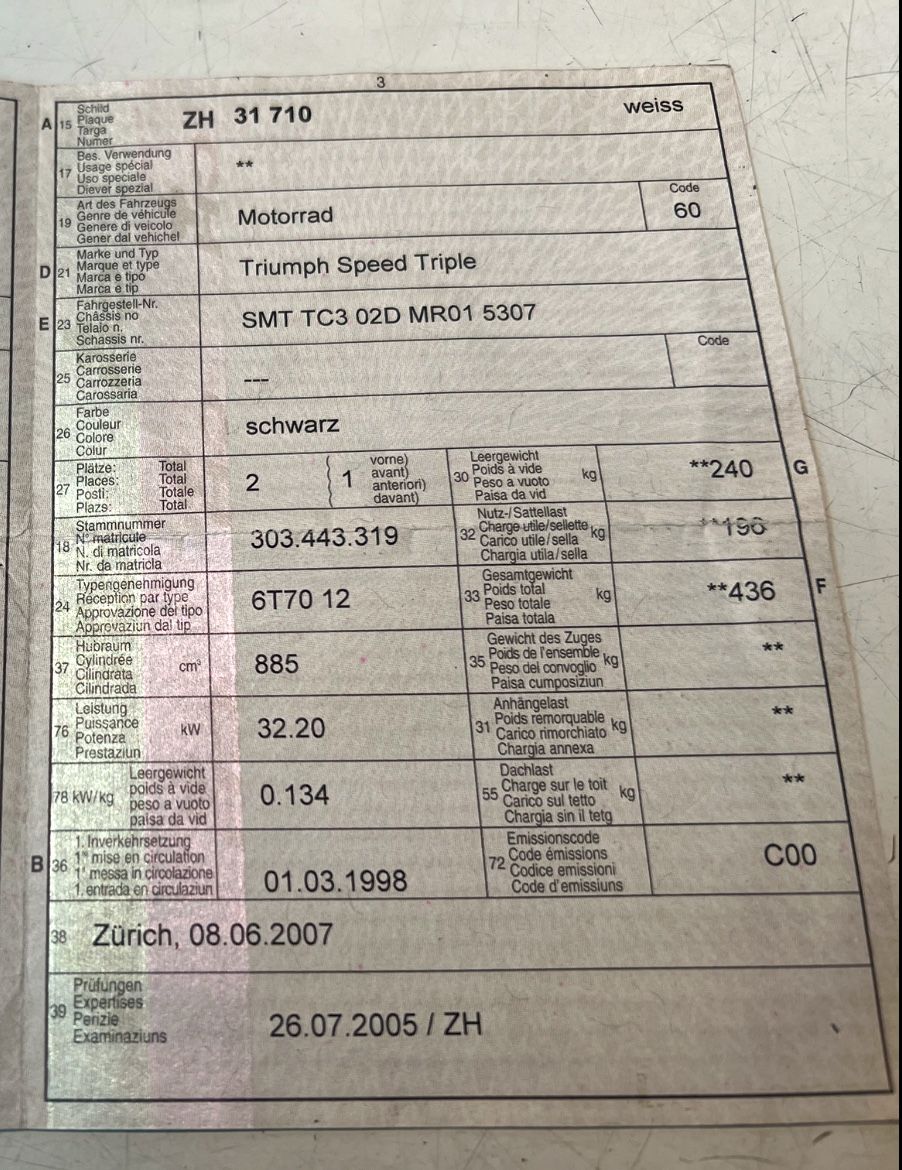 3
A 15 Schild
Plaque
Targa
Numer
ZH 31 710 weiss
17 Bes. Verwendung
Usage spécial
Uso speciale
Diever spezial
**
19 Art des Fahrzeugs
Genre de véhicule
Genere di veicolo
Gener dal vehichel
Motorrad
Code
60
D 21 Marke und Typ
Marque et type
Marca e tipo
Marca e tip
Triumph Speed Triple
E 23 Fahrgestell-Nr.
Châssis no
Telaio n.
Schassis nr.
SMT TC3 02D MR01 5307
25 Karosserie
Carrosserie
Carrozzeria
Carossaria
---
Code
26 Farbe
Couleur
Colore
Colur
schwarz
27 Plätze: Total
Places: Total
Posti: Totale
Plazs: Total
2 ( 1 vorne)
avant)
anteriori)
davant)
30 Leergewicht
Poids à vide
Peso a vuoto
Paisa da vid
kg **240 G
18 Stammnummer
N° matricule
N. di matricola
Nr. da matricla
303.443.319
32 Nutz-/Sattellast
Charge utile/sellette
Carico utile/sella
Chargia utila/sella
kg **196
24 Typengenehmigung
Réception par type
Approvazione del tipo
Approvaziun dal tip
6T70 12
33 Gesamtgewicht
Poids total
Peso totale
Paisa totala
kg **436 F
37 Hubraum
Cylindrée
Cilindrata
Cilindrada
cm³ 885
35 Gewicht des Zuges
Poids de l'ensemble
Peso del convoglio
Paisa cumposiziun
kg **
76 Leistung
Puissance
Potenza
Prestaziun
kW 32.20
31 Anhängelast
Poids remorquable
Carico rimorchiato
Chargia annexa
kg **
78 kW/kg Leergewicht
poids à vide
peso a vuoto
paisa da vid
0.134
55 Dachlast
Charge sur le toit
Carico sul tetto
Chargia sin il tetg
kg **
B 36 1. Inverkehrsetzung
1re mise en circulation
1a messa in circolazione
1. entrada en circulaziun
01.03.1998
72 Emissionscode
Code émissions
Codice emissioni
Code d'emissiuns
C00
38 Zürich, 08.06.2007
39 Prüfungen
Expertises
Perizie
Examinaziuns
26.07.2005 / ZH